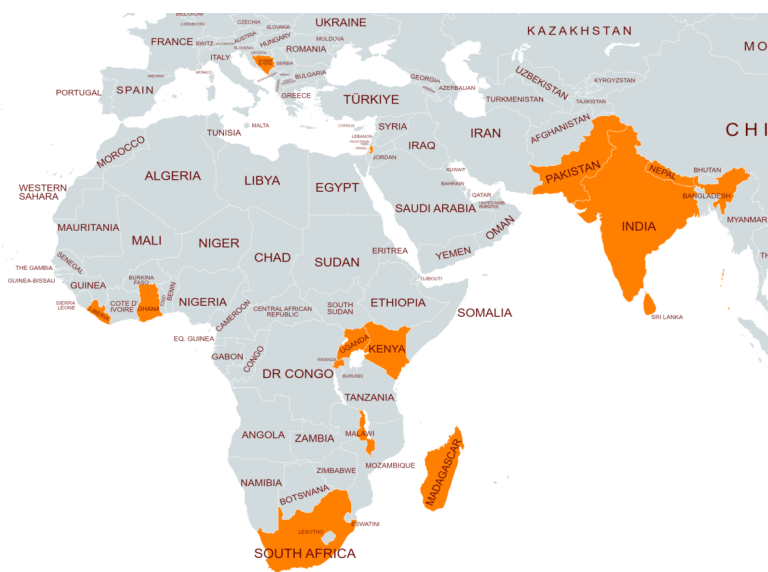 BELGIUM
LUXEMBOURG
CZECHIA
SLOVAKIA
UKRAINE
FRANCE
SWITZ
AUSTRIA
HUNGARY
MOLDOVA
SLOVENIA
ROMANIA
KAZAKHSTAN
MO
ITALY
SERBIA
MONACO
ANDORRA
BULGARIA
GEORGIA
UZBEKISTAN
KYRGYZSTAN
PORTUGAL
SPAIN
GREECE
TÜRKIYE
AZERBAIJAN
TURKMENISTAN
TAJIKISTAN
MALTA
TUNISIA
CYPRUS
SYRIA
LEBANON
IRAQ
IRAN
AFGHANISTAN
CHI
MOROCCO
JORDAN
KUWAIT
PAKISTAN
NEPAL
BHUTAN
ALGERIA
LIBYA
EGYPT
BAHRAIN
QATAR
UNITED ARAB
EMIRATES
BANGLADESH
WESTERN
SAHARA
SAUDI ARABIA
OMAN
INDIA
MYANMAR
MAURITANIA
MALI
NIGER
CHAD
SUDAN
ERITREA
YEMEN
TH
THE GAMBIA
SENEGAL
GUINEA-BISSAU
GUINEA
BURKINA
FASO
BENIN
DJIBOUTI
SIERRA
LEONE
LIBERIA
COTE D'
IVOIRE
GHANA
TOGO
NIGERIA
CAMEROON
CENTRAL AFRICAN
REPUBLIC
SOUTH
SUDAN
ETHIOPIA
SOMALIA
SRI LANKA
EQ. GUINEA
GABON
CONGO
UGANDA
KENYA
RWANDA
DR CONGO
BURUNDI
TANZANIA
ANGOLA
ZAMBIA
MALAWI
ZIMBABWE
MOZAMBIQUE
MADAGASCAR
NAMIBIA
BOTSWANA
ESWATINI
LESOTHO
SOUTH AFRICA